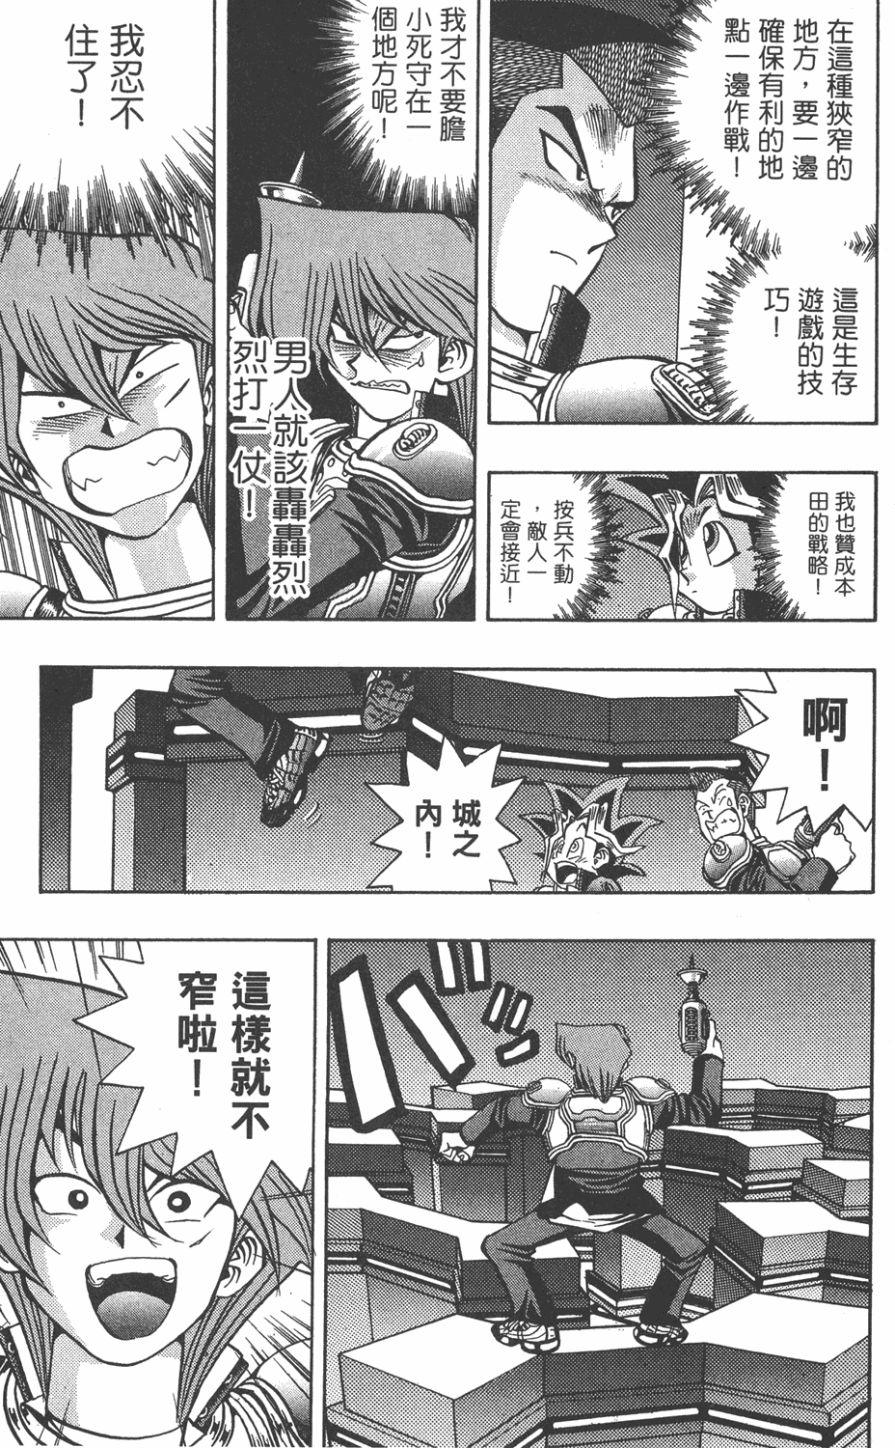 在這種狹窄的
地方，要一邊
確保有利的地
點一邊作戰！
這是生存
遊戲的技
巧！
我也贊成本
田的戰略！
按兵不動
，敵人一
定會接近！
我才不要膽
小死守在一
個地方呢！
男人就該轟轟烈
烈打一仗！
我忍不
住了！
啊！
城之
內！
這樣就不
窄啦！